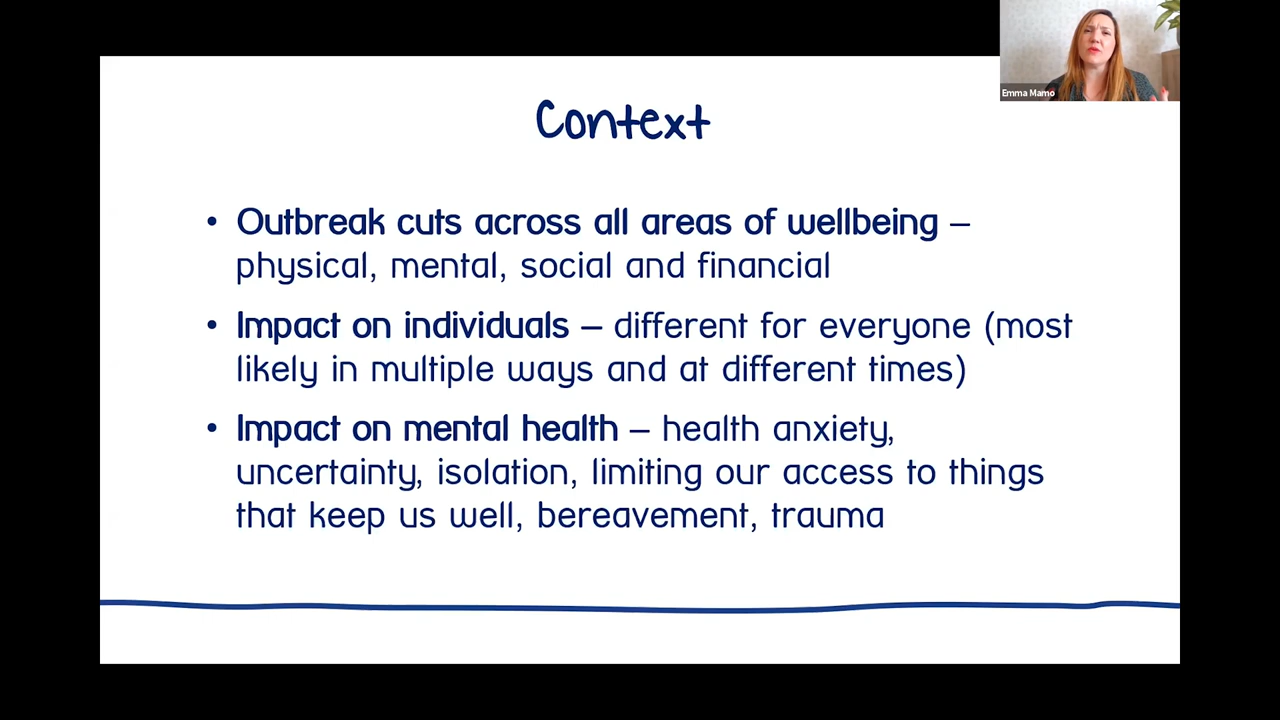 Emma Mamo
Context
• Outbreak cuts across all areas of wellbeing –
physical, mental, social and financial
• Impact on individuals – different for everyone (most
likely in multiple ways and at different times)
• Impact on mental health – health anxiety,
uncertainty, isolation, limiting our access to things
that keep us well, bereavement, trauma